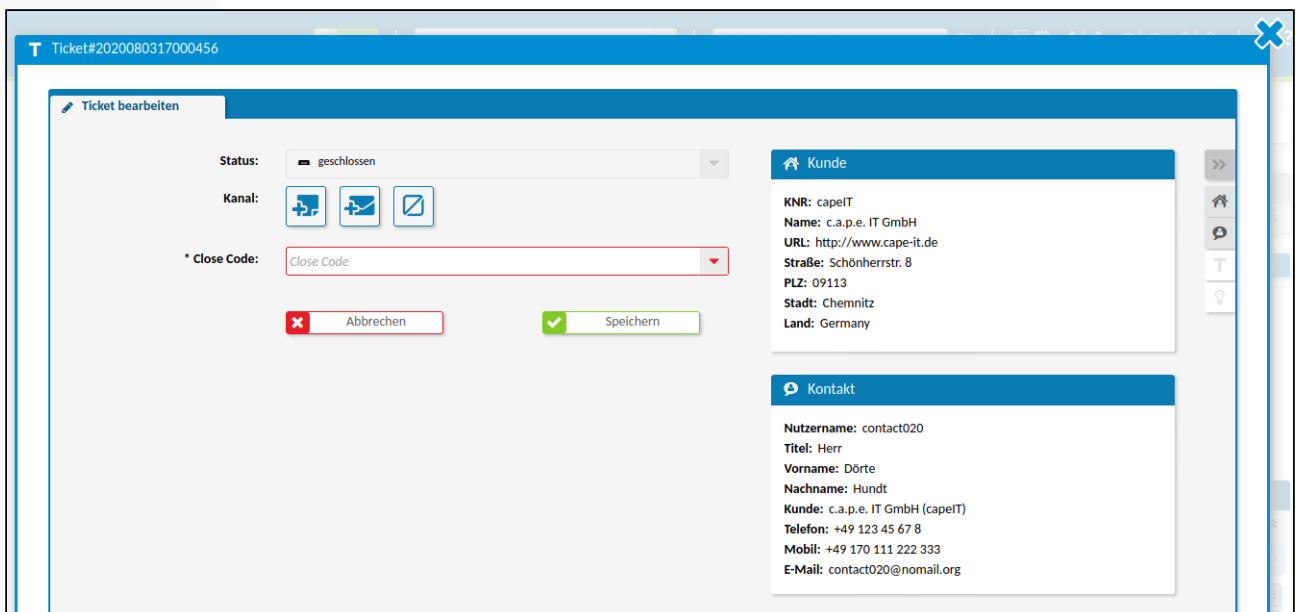 Ticket#2020080317000456
Ticket bearbeiten
Status:
geschlossen
Kanal:
* Close Code:
Close Code
Abbrechen
Speichern
Kunde
KNR: capeIT
Name: c.a.p.e. IT GmbH
URL: http://www.cape-it.de
Straße: Schönherrstr. 8
PLZ: 09113
Stadt: Chemnitz
Land: Germany
Kontakt
Nutzername: contact020
Titel: Herr
Vorname: Dörte
Nachname: Hundt
Kunde: c.a.p.e. IT GmbH (capeIT)
Telefon: +49 123 45 67 8
Mobil: +49 170 111 222 333
E-Mail: contact020@nomail.org